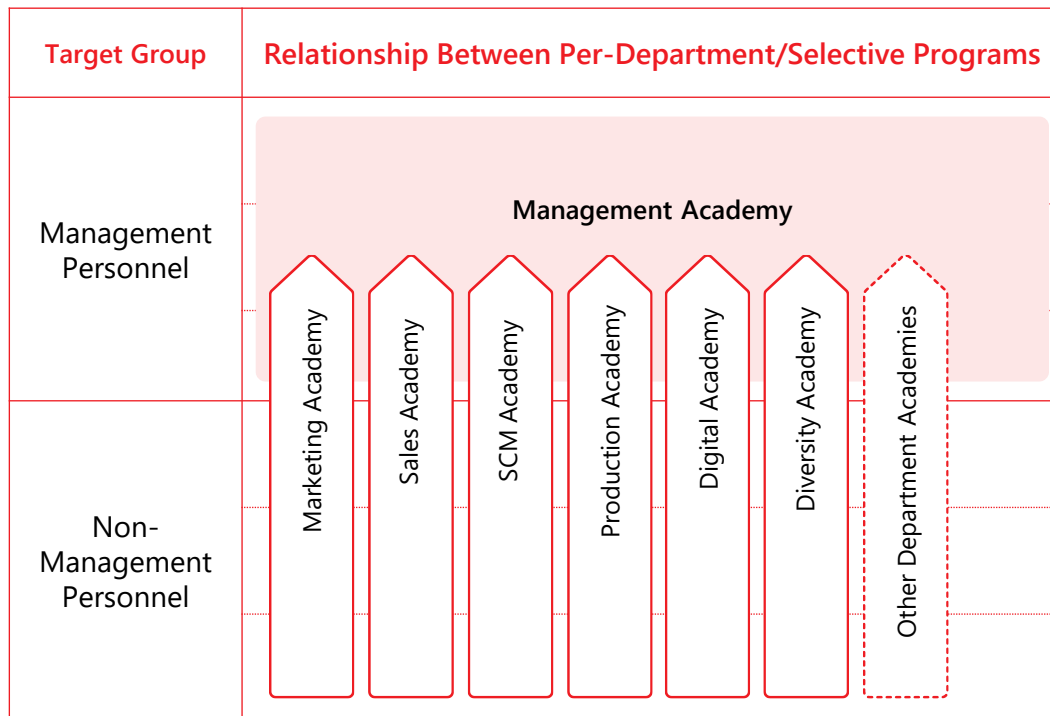 Target Group
Relationship Between Per-Department/Selective Programs
Management
Personnel
Management Academy
Marketing Academy
Sales Academy
SCM Academy
Production Academy
Digital Academy
Diversity Academy
Other Department Academies
Non-
Management
Personnel